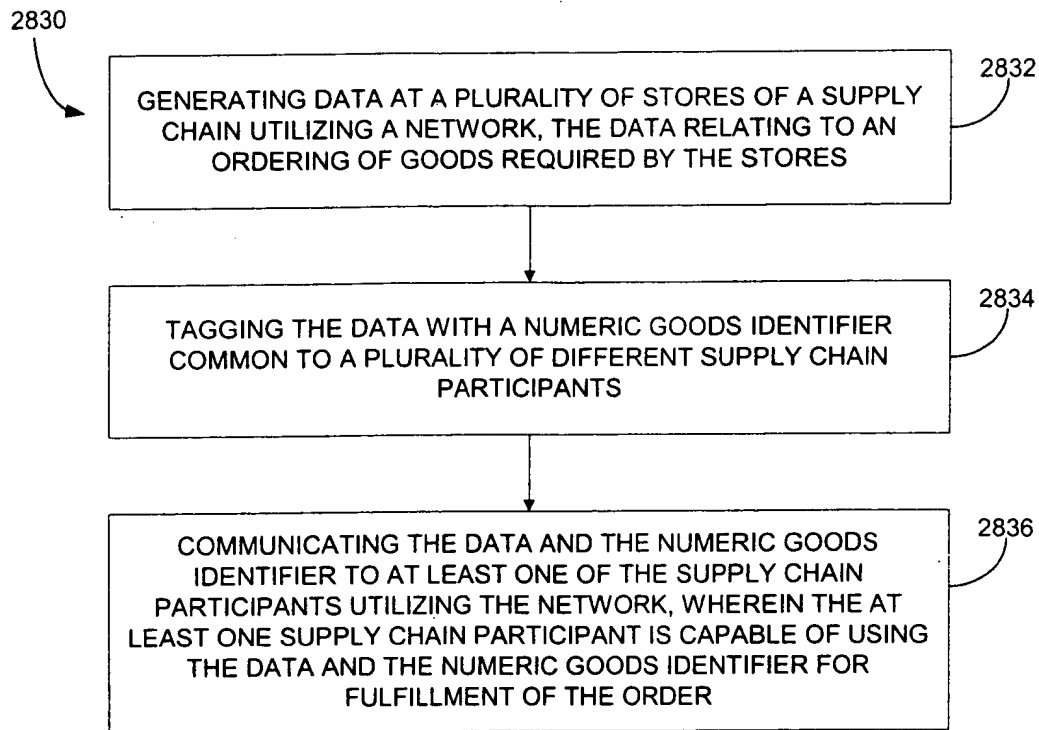 2830
2832
GENERATING DATA AT A PLURALITY OF STORES OF A SUPPLY
CHAIN UTILIZING A NETWORK, THE DATA RELATING TO AN
ORDERING OF GOODS REQUIRED BY THE STORES
2834
TAGGING THE DATA WITH A NUMERIC GOODS IDENTIFIER
COMMON TO A PLURALITY OF DIFFERENT SUPPLY CHAIN
PARTICIPANTS
2836
COMMUNICATING THE DATA AND THE NUMERIC GOODS
IDENTIFIER TO AT LEAST ONE OF THE SUPPLY CHAIN
PARTICIPANTS UTILIZING THE NETWORK, WHEREIN THE AT
LEAST ONE SUPPLY CHAIN PARTICIPANT IS CAPABLE OF USING
THE DATA AND THE NUMERIC GOODS IDENTIFIER FOR
FULFILLMENT OF THE ORDER